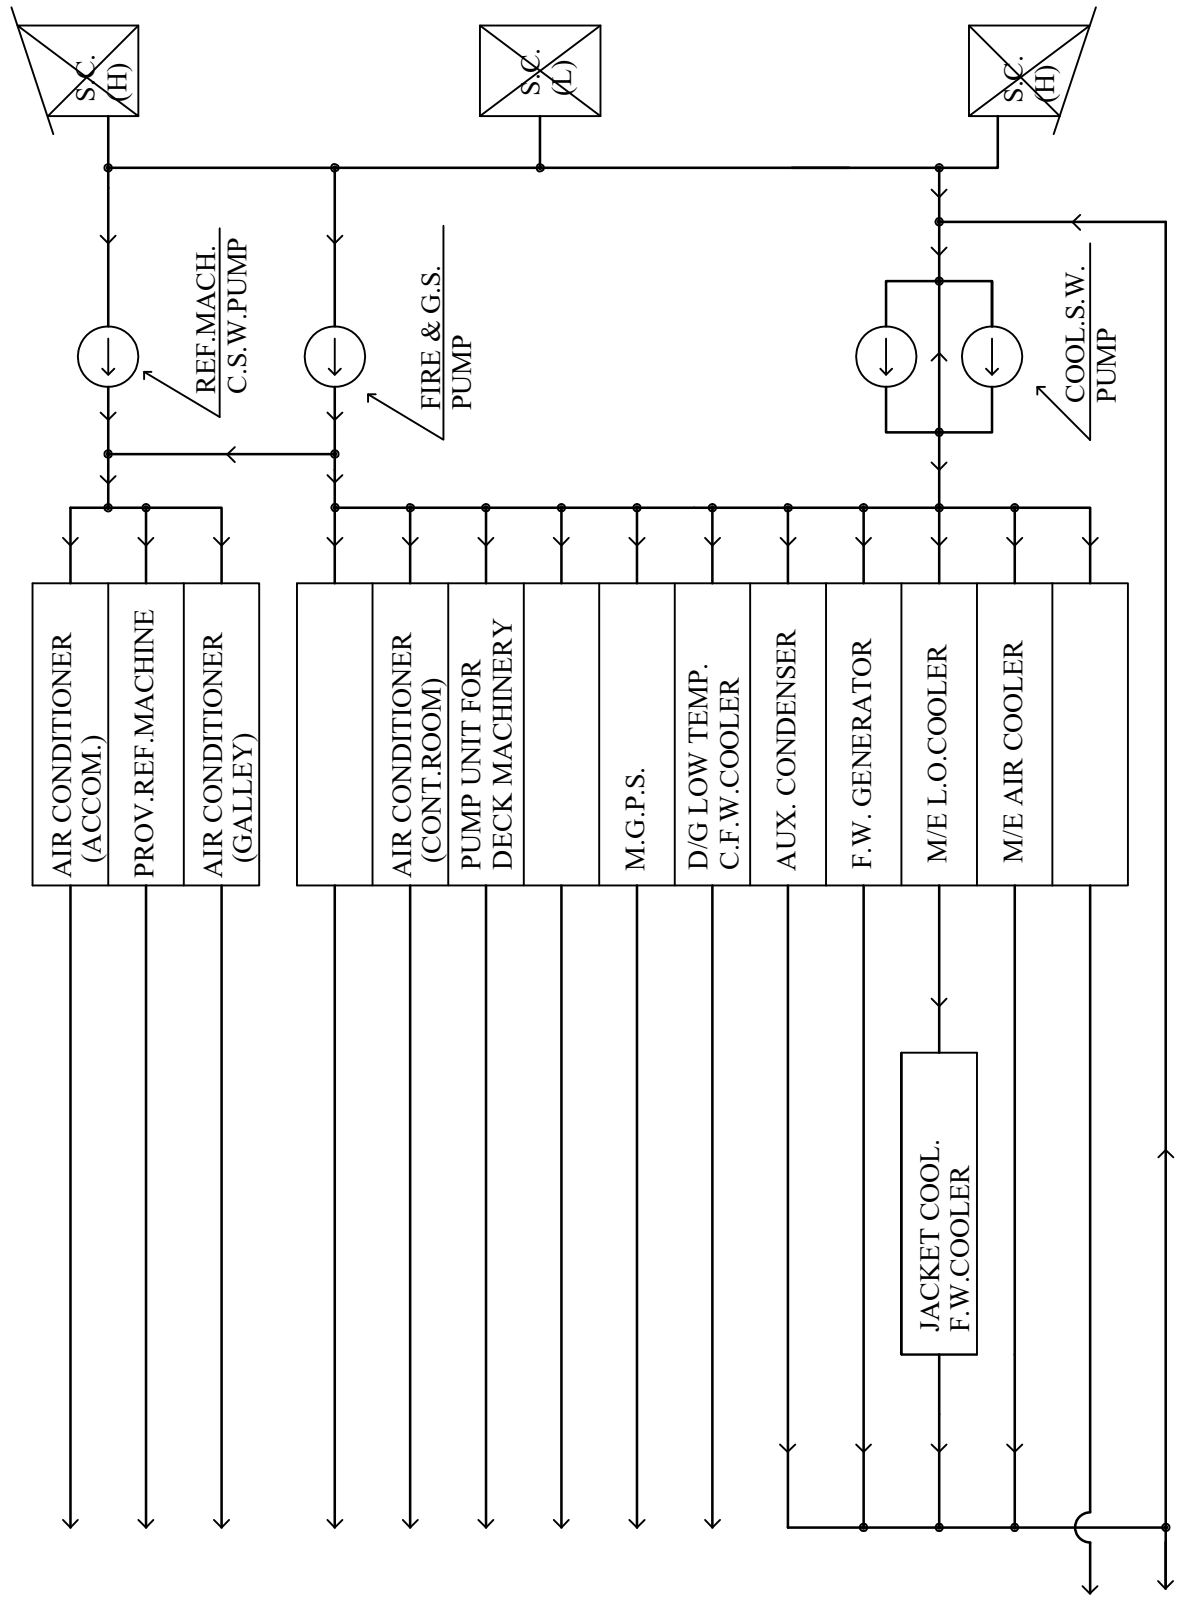 S.C.
(H)
S.C.
(L)
S.C.
(H)
REF.MACH.
C.S.W.PUMP
FIRE & G.S.
PUMP
COOL.S.W.
PUMP
AIR CONDITIONER
(ACCOM.)
PROV.REF.MACHINE
AIR CONDITIONER
(GALLEY)
AIR CONDITIONER
(CONT.ROOM)
PUMP UNIT FOR
DECK MACHINERY
M.G.P.S.
D/G LOW TEMP.
C.F.W.COOLER
AUX. CONDENSER
F.W. GENERATOR
M/E L.O.COOLER
M/E AIR COOLER
JACKET COOL.
F.W.COOLER